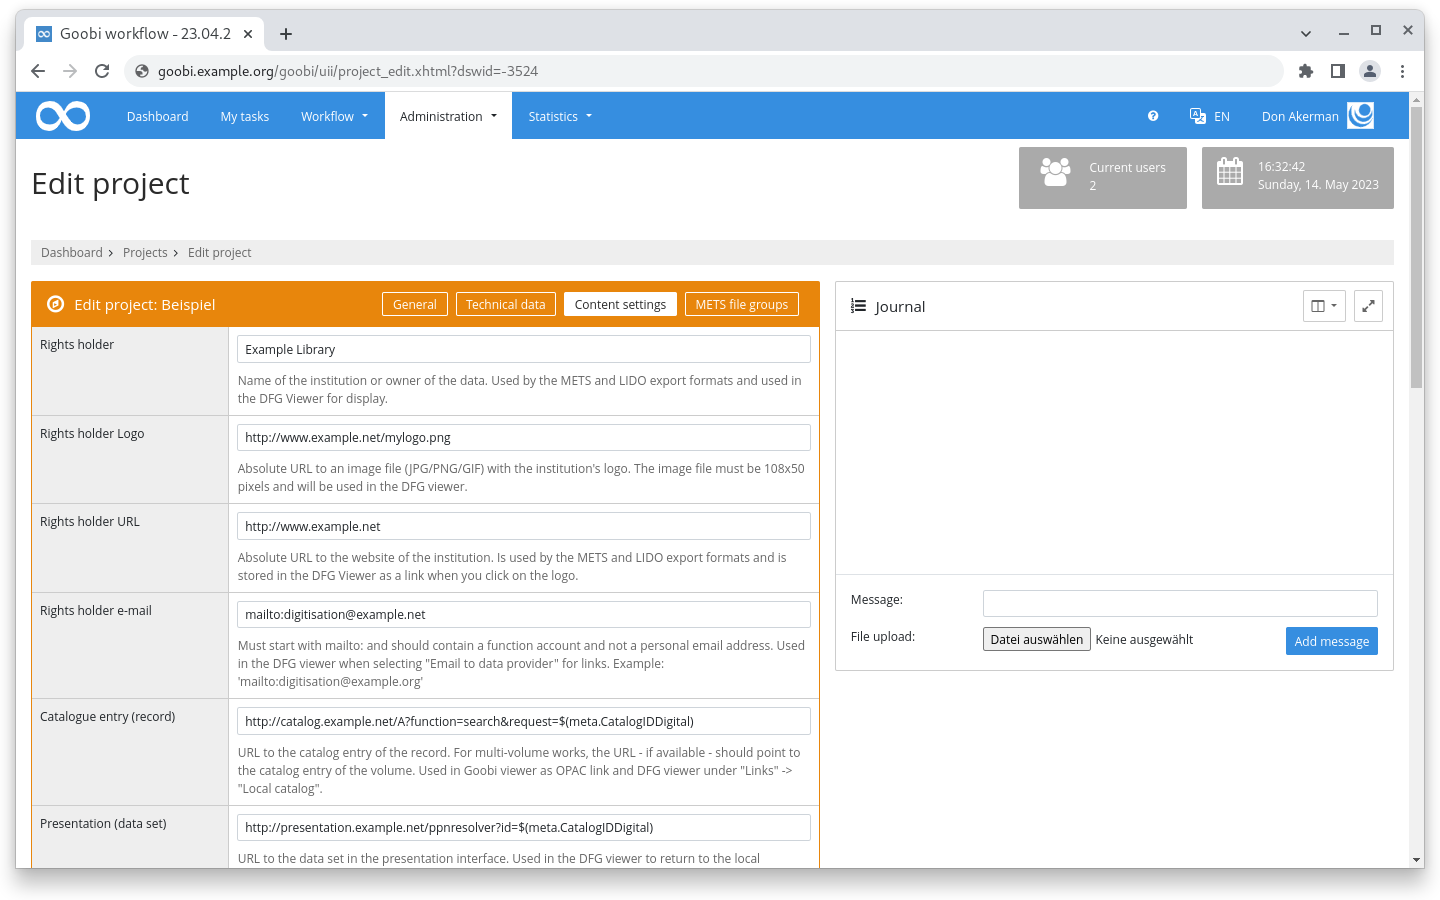 Goobi workflow - 23.04.2
goobi.example.org/goobi/uii/project_edit.xhtml?dswid=-3524
Dashboard My tasks Workflow Administration Statistics EN Don Akerman
Edit project
Current users
2
16:32:42
Sunday, 14. May 2023
Dashboard Projects Edit project
Edit project: Beispiel General Technical data Content settings METS file groups
Rights holder
Example Library
Name of the institution or owner of the data. Used by the METS and LIDO export formats and used in
the DFG Viewer for display.
Rights holder Logo
http://www.example.net/mylogo.png
Absolute URL to an image file (JPG/PNG/GIF) with the institution's logo. The image file must be 108x50
pixels and will be used in the DFG viewer.
Rights holder URL
http://www.example.net
Absolute URL to the website of the institution. Is used by the METS and LIDO export formats and is
stored in the DFG Viewer as a link when you click on the logo.
Rights holder e-mail
mailto:digitisation@example.net
Must start with mailto: and should contain a function account and not a personal email address. Used
in the DFG viewer when selecting "Email to data provider" for links. Example:
'mailto:digitisation@example.org'
Catalogue entry (record)
http://catalog.example.net/A?function=search&request=$(meta.CatalogIDDigital)
URL to the catalog entry of the record. For multi-volume works, the URL - if available - should point to
the catalog entry of the volume. Used in Goobi viewer as OPAC link and DFG viewer under "Links" ->
"Local catalog".
Presentation (data set)
http://presentation.example.net/ppnresolver?id=$(meta.CatalogIDDigital)
URL to the data set in the presentation interface. Used in the DFG viewer to return to the local
Journal
Message:
File upload: Datei auswählen Keine ausgewählt Add message